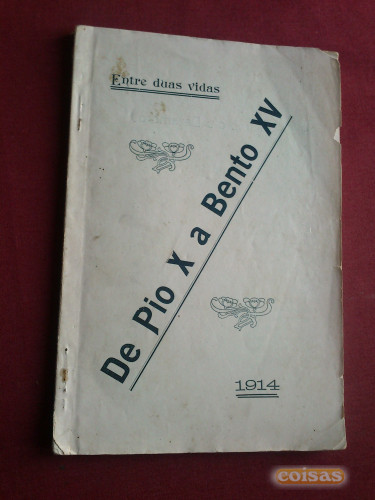 Entre duas vidas
De Pio X a Bento XV
1914
coisas